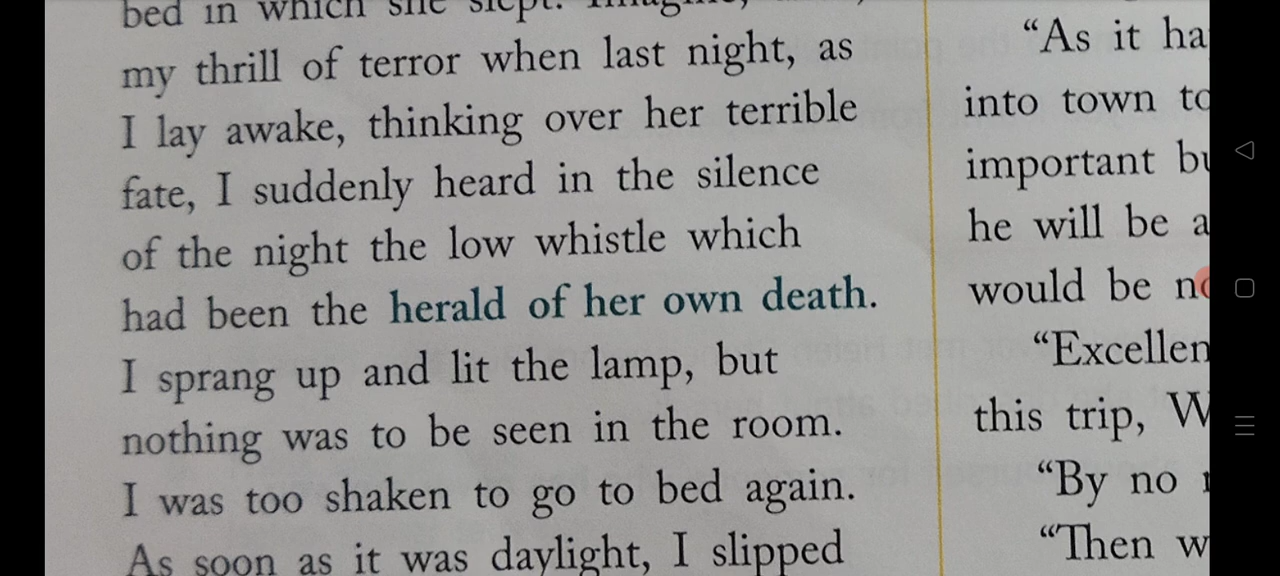 bed in which she slept. Imagine, then,
my thrill of terror when last night, as
I lay awake, thinking over her terrible
fate, I suddenly heard in the silence
of the night the low whistle which
had been the herald of her own death.
I sprang up and lit the lamp, but
nothing was to be seen in the room.
I was too shaken to go to bed again.
As soon as it was daylight, I slipped
“As it
into town
important
he will be
would be
this trip,
“By no
“Then